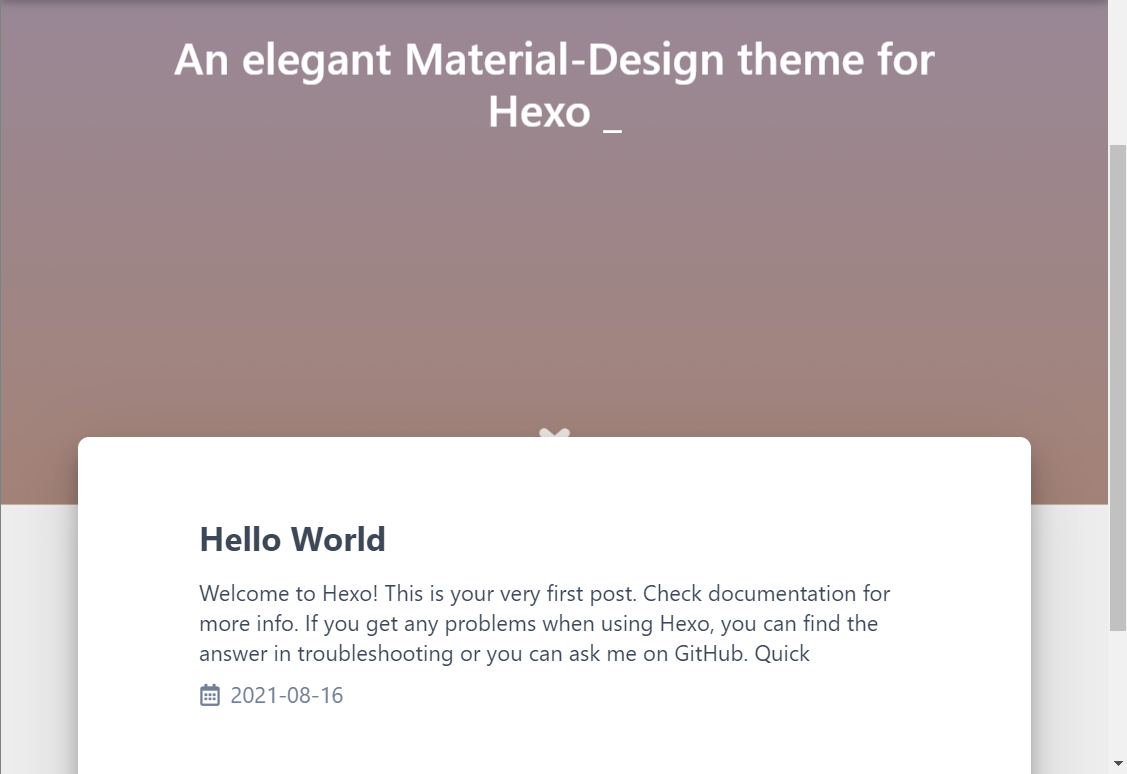 An elegant Material-Design theme for
Hexo _
Hello World
Welcome to Hexo! This is your very first post. Check documentation for
more info. If you get any problems when using Hexo, you can find the
answer in troubleshooting or you can ask me on GitHub. Quick
2021-08-16